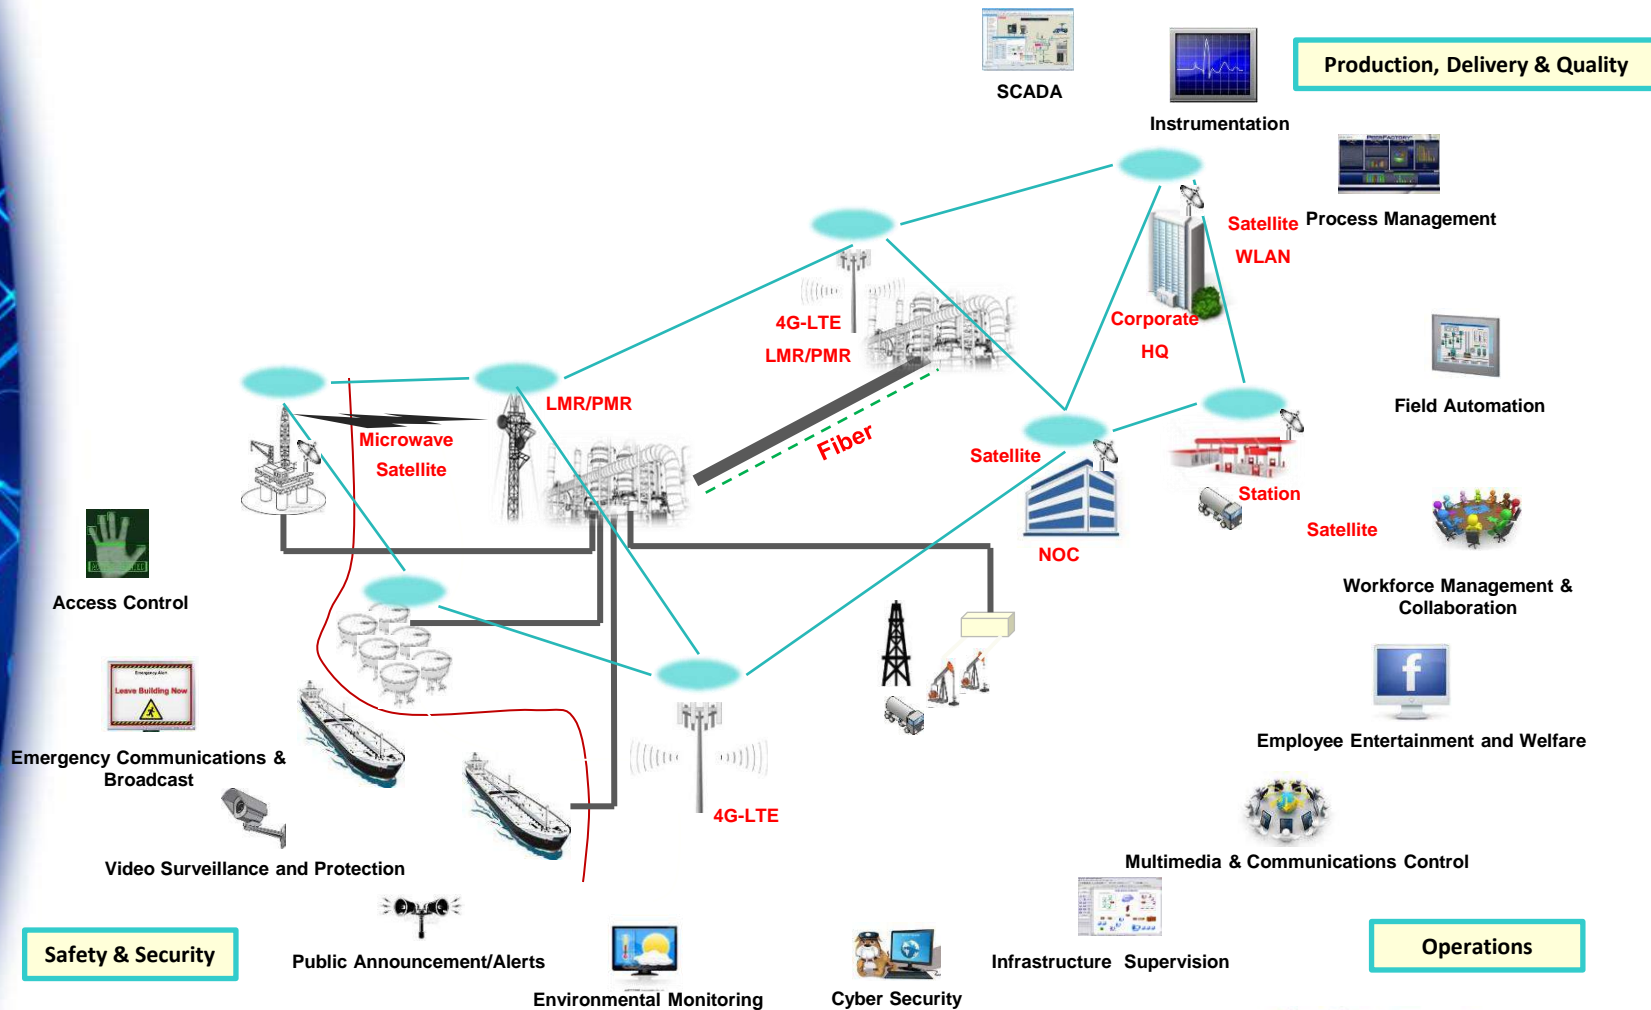 SCADA
Instrumentation
Production, Delivery & Quality
PEERFACTORY
Process Management
Satellite
WLAN
Corporate
HQ
4G-LTE
LMR/PMR
LMR/PMR
Microwave
Satellite
Fiber
Field Automation
Satellite
Station
Satellite
NOC
Workforce Management &
Collaboration
Access Control
Emergency Alert
Leave Building Now
Emergency Communications &
Broadcast
f
Employee Entertainment and Welfare
4G-LTE
Video Surveillance and Protection
Multimedia & Communications Control
Safety & Security
Public Announcement/Alerts
Environmental Monitoring
Cyber Security
Infrastructure Supervision
Operations